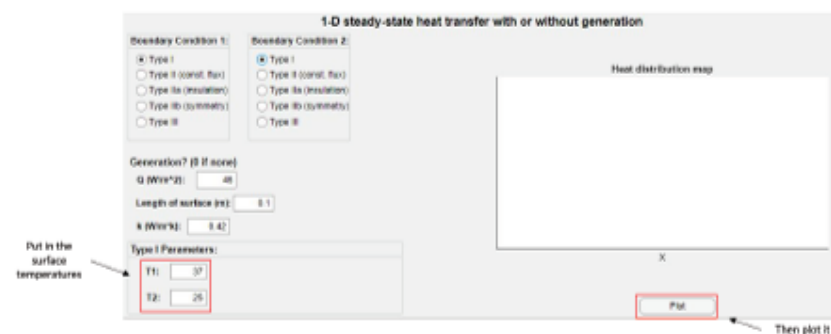 1-D steady-state heat transfer with or without generation
Boundary Condition 1:
Type I
Type II (const. flux)
Type IIa (insulation)
Type IIb (symmetry)
Type III
Boundary Condition 2:
Type I
Type II (const. flux)
Type IIa (insulation)
Type IIb (symmetry)
Type III
Heat distribution map
X
Generation? (0 if none)
Q (W/m^2): 48
Length of surface (m): 0.1
k (W/m*k): 0.42
Type I Parameters:
T1: 37
T2: 25
Put in the
surface
temperatures
Plot
Then plot it